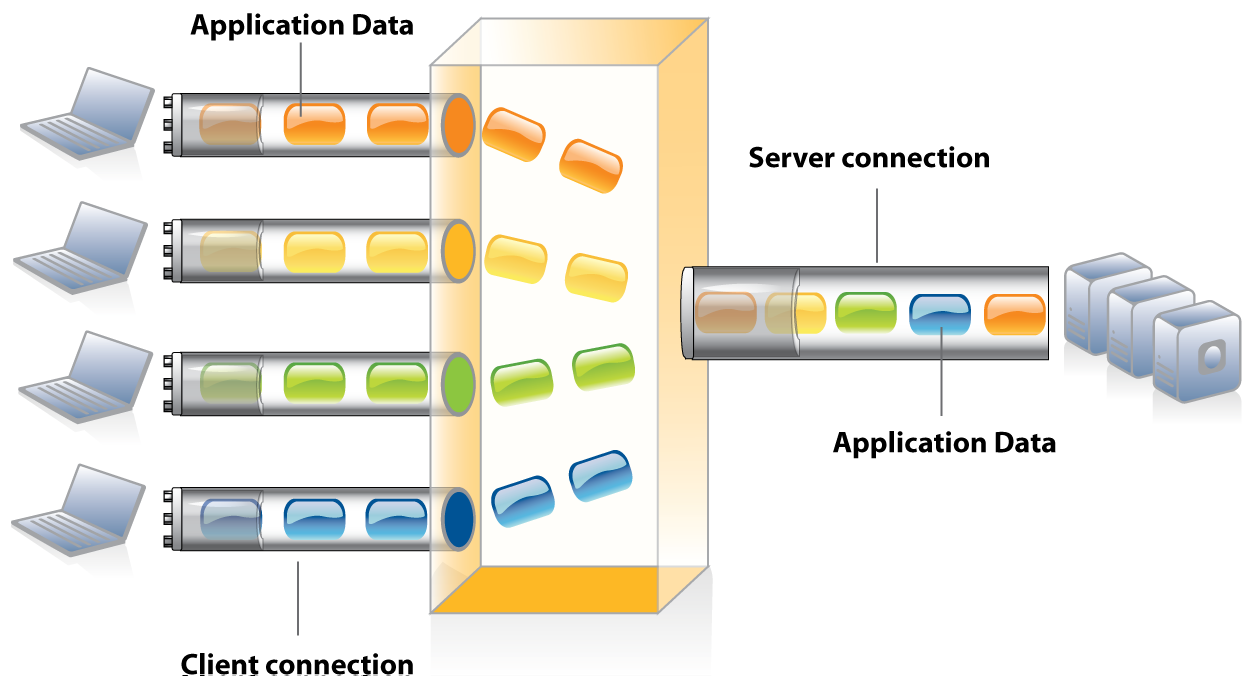 Application Data
Server connection
Application Data
Client connection